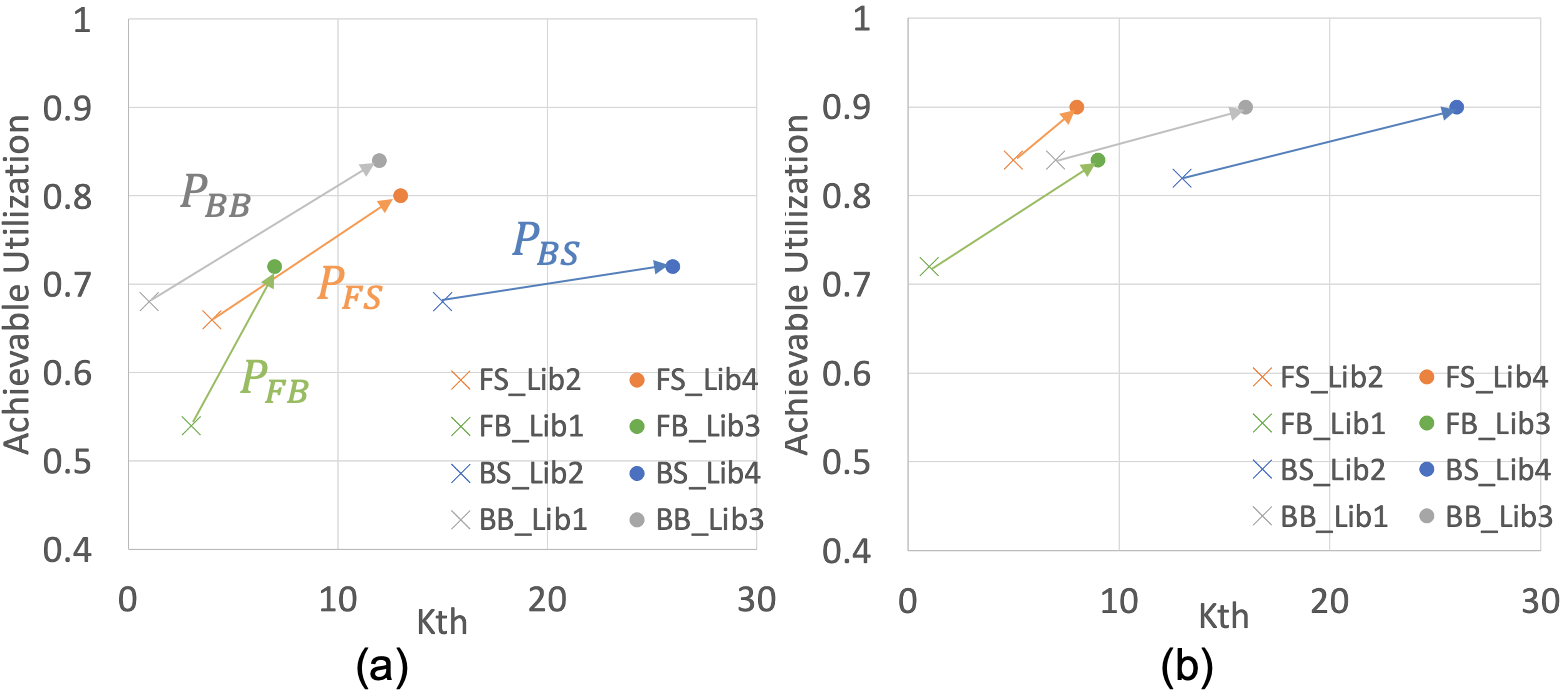 Achievable Utilization
1
0.9
0.8
0.7
0.6
0.5
0.4
P_BB
P_FS
P_BS
P_FB
FS_Lib2 FS_Lib4
FB_Lib1 FB_Lib3
BS_Lib2 BS_Lib4
BB_Lib1 BB_Lib3
0 10 20 30
Kth
(a)
Achievable Utilization
1
0.9
0.8
0.7
0.6
0.5
0.4
FS_Lib2 FS_Lib4
FB_Lib1 FB_Lib3
BS_Lib2 BS_Lib4
BB_Lib1 BB_Lib3
0 10 20 30
Kth
(b)